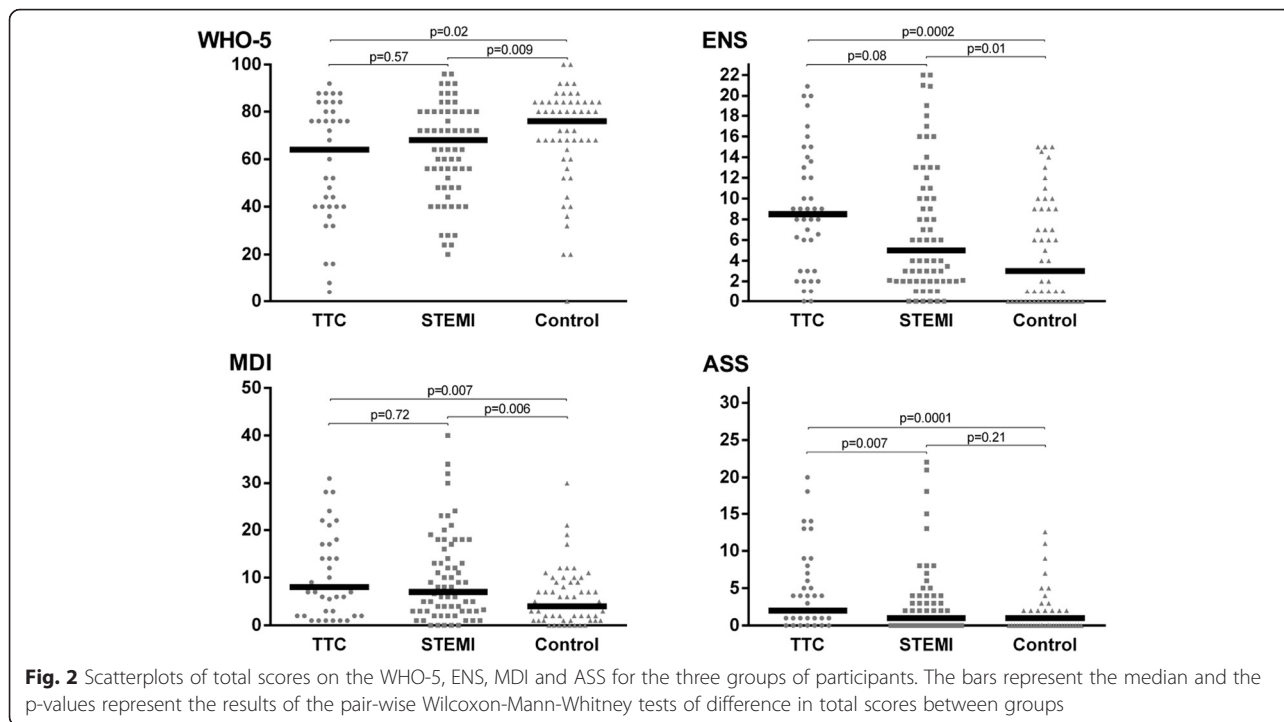 WHO-5
p=0.02
p=0.57
p=0.009
100
80
60
40
20
0
TTC
STEMI
Control
ENS
p=0.0002
p=0.08
p=0.01
22
20
18
16
14
12
10
8
6
4
2
0
TTC
STEMI
Control
MDI
p=0.007
p=0.72
p=0.006
50
40
30
20
10
0
TTC
STEMI
Control
ASS
p=0.0001
p=0.007
p=0.21
30
25
20
15
10
5
0
TTC
STEMI
Control
Fig. 2 Scatterplots of total scores on the WHO-5, ENS, MDI and ASS for the three groups of participants. The bars represent the median and the
p-values represent the results of the pair-wise Wilcoxon-Mann-Whitney tests of difference in total scores between groups